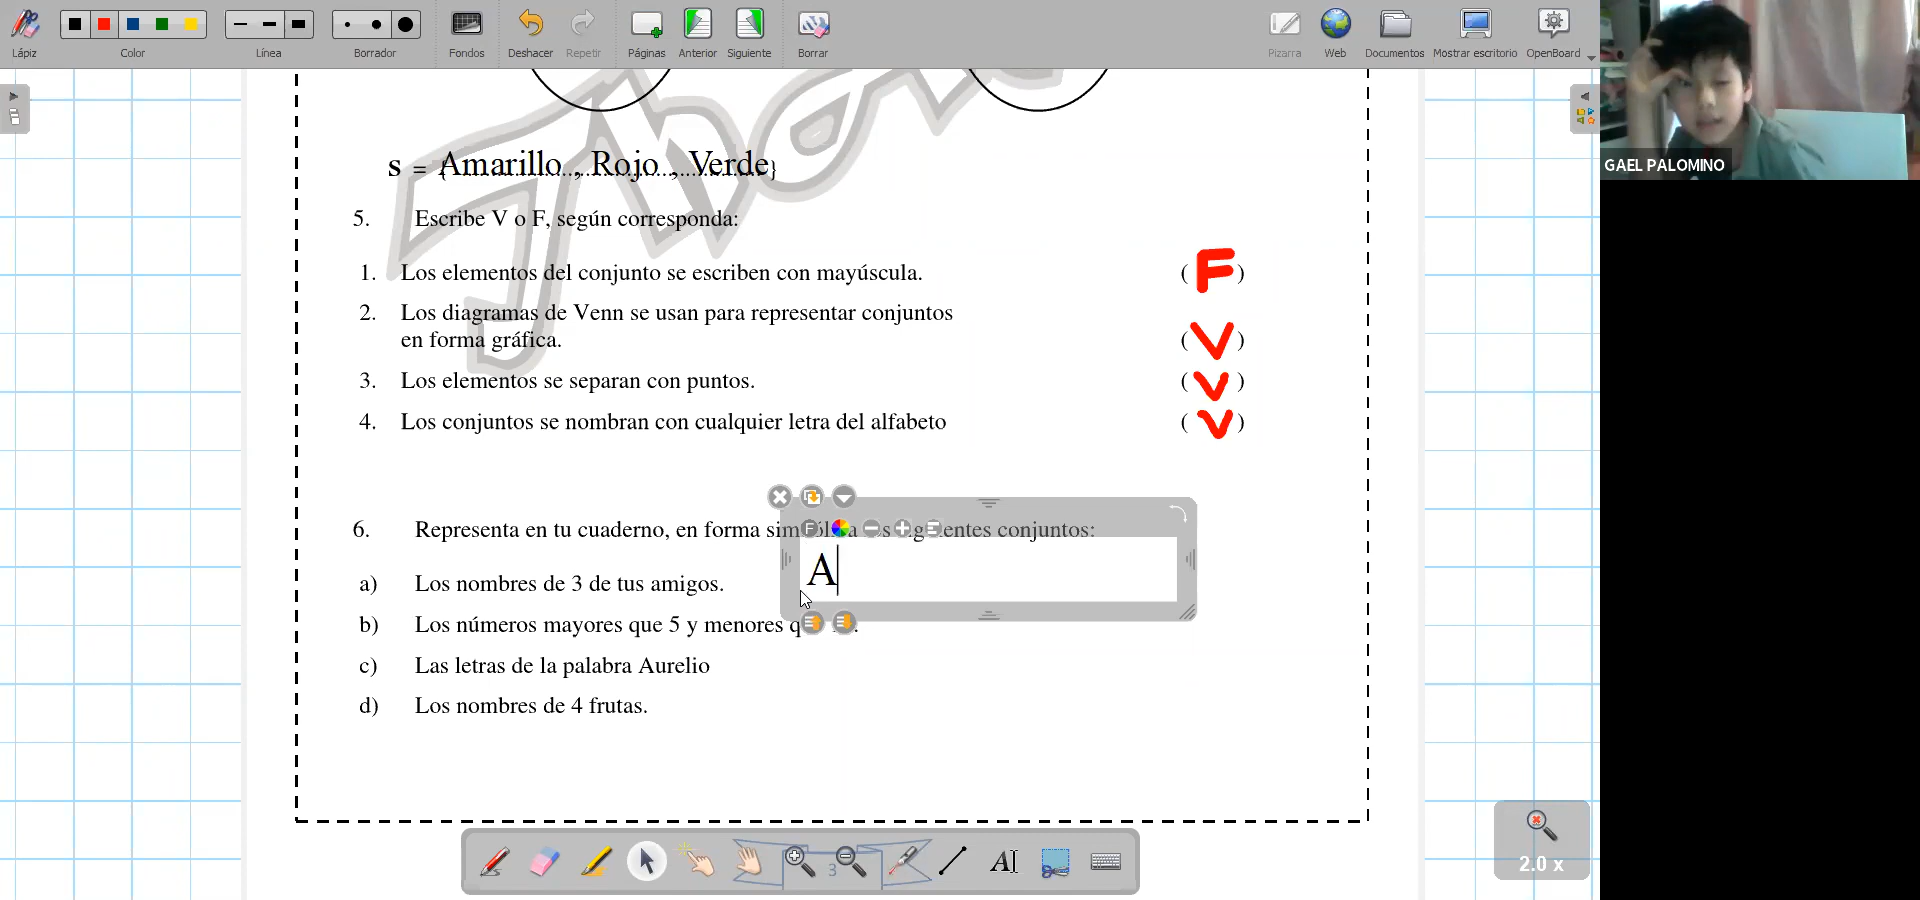 Lápiz Color Línea Borrador Fondos Deshacer Repetir Páginas Anterior Siguiente Borrar Pizarra Web Documentos Mostrar escritorio OpenBoard
GAEL PALOMINO
s = {Amarillo , Rojo , Verde}
5. Escribe V o F, según corresponda:
1. Los elementos del conjunto se escriben con mayúscula. ( F )
2. Los diagramas de Venn se usan para representar conjuntos
en forma gráfica. ( V )
3. Los elementos se separan con puntos. ( V )
4. Los conjuntos se nombran con cualquier letra del alfabeto ( V )
6. Representa en tu cuaderno, en forma simbólica los siguientes conjuntos:
A
a) Los nombres de 3 de tus amigos.
b) Los números mayores que 5 y menores
c) Las letras de la palabra Aurelio
d) Los nombres de 4 frutas.
3
2.0 x